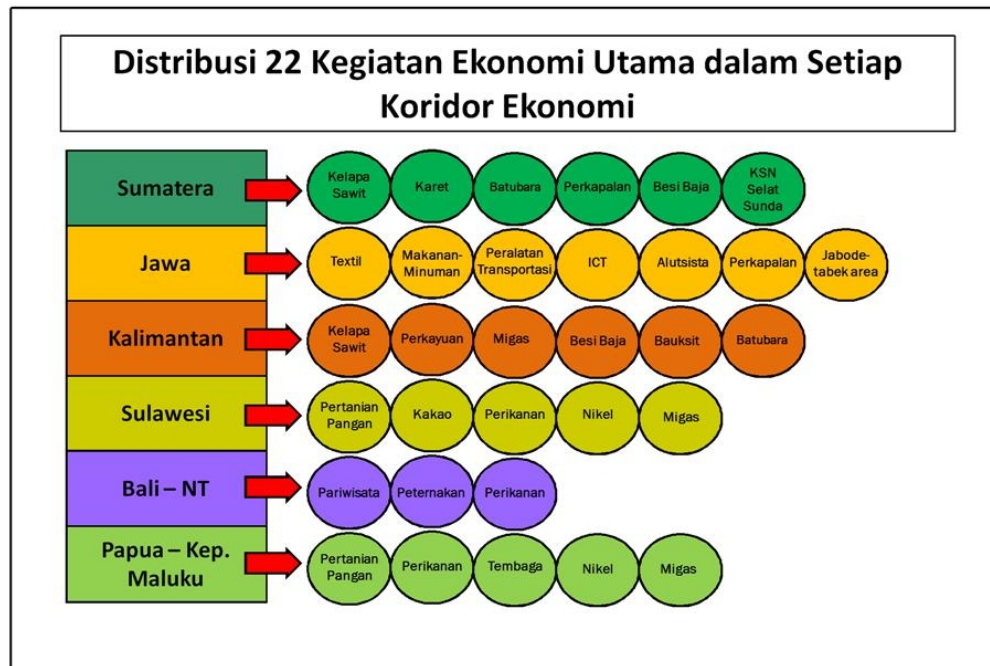 Distribusi 22 Kegiatan Ekonomi Utama dalam Setiap
Koridor Ekonomi
Sumatera
Kelapa
Sawit
Karet
Batubara
Perkapalan
Besi Baja
KSN
Selat
Sunda
Jawa
Textil
Makanan-
Minuman
Peralatan
Transportasi
ICT
Alutsista
Perkapalan
Jabode-
tabek area
Kalimantan
Kelapa
Sawit
Perkayuan
Migas
Besi Baja
Bauksit
Batubara
Sulawesi
Pertanian
Pangan
Kakao
Perikanan
Nikel
Migas
Bali – NT
Pariwisata
Peternakan
Perikanan
Papua – Kep.
Maluku
Pertanian
Pangan
Perikanan
Tembaga
Nikel
Migas